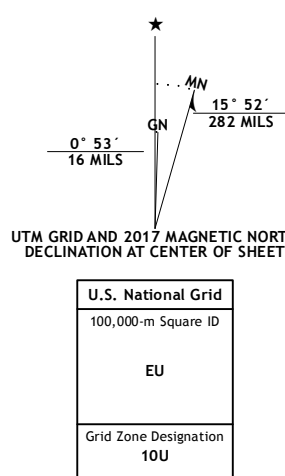 ★
MN
15° 52´
282 MILS
GN
0° 53´
16 MILS
UTM GRID AND 2017 MAGNETIC NORT
DECLINATION AT CENTER OF SHEET
U.S. National Grid
100,000-m Square ID
EU
Grid Zone Designation
10U